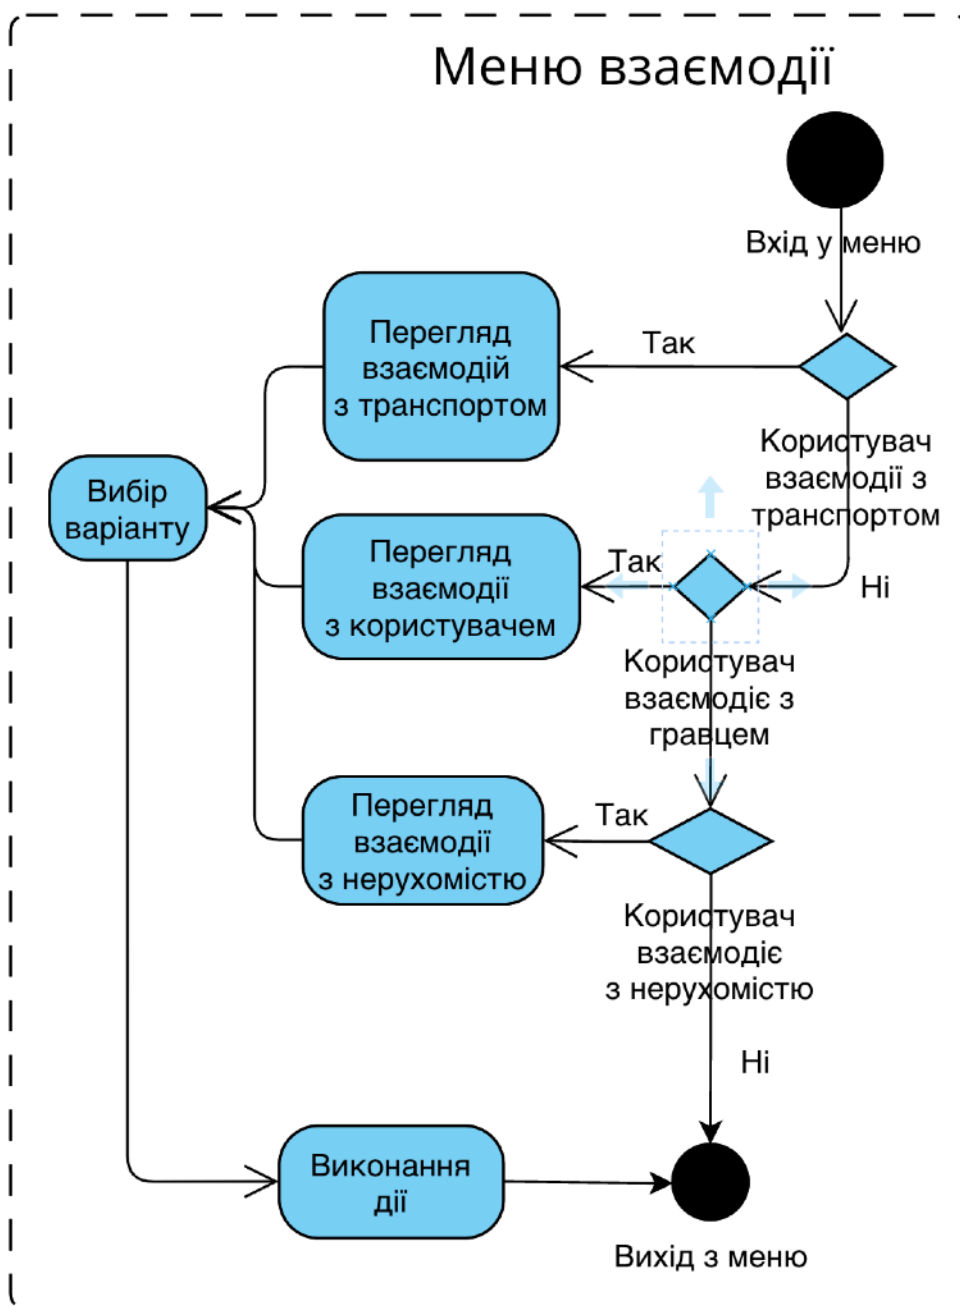 Меню взаємодії
Вхід у меню
Так
Перегляд
взаємодій
з транспортом
Користувач
взаємодії з
транспортом
Вибір
варіанту
Перегляд
взаємодії
з користувачем
Так
Ні
Користувач
взаємодіє з
гравцем
Перегляд
взаємодії
з нерухомістю
Так
Користувач
взаємодіє
з нерухомістю
Ні
Виконання
дії
Вихід з меню